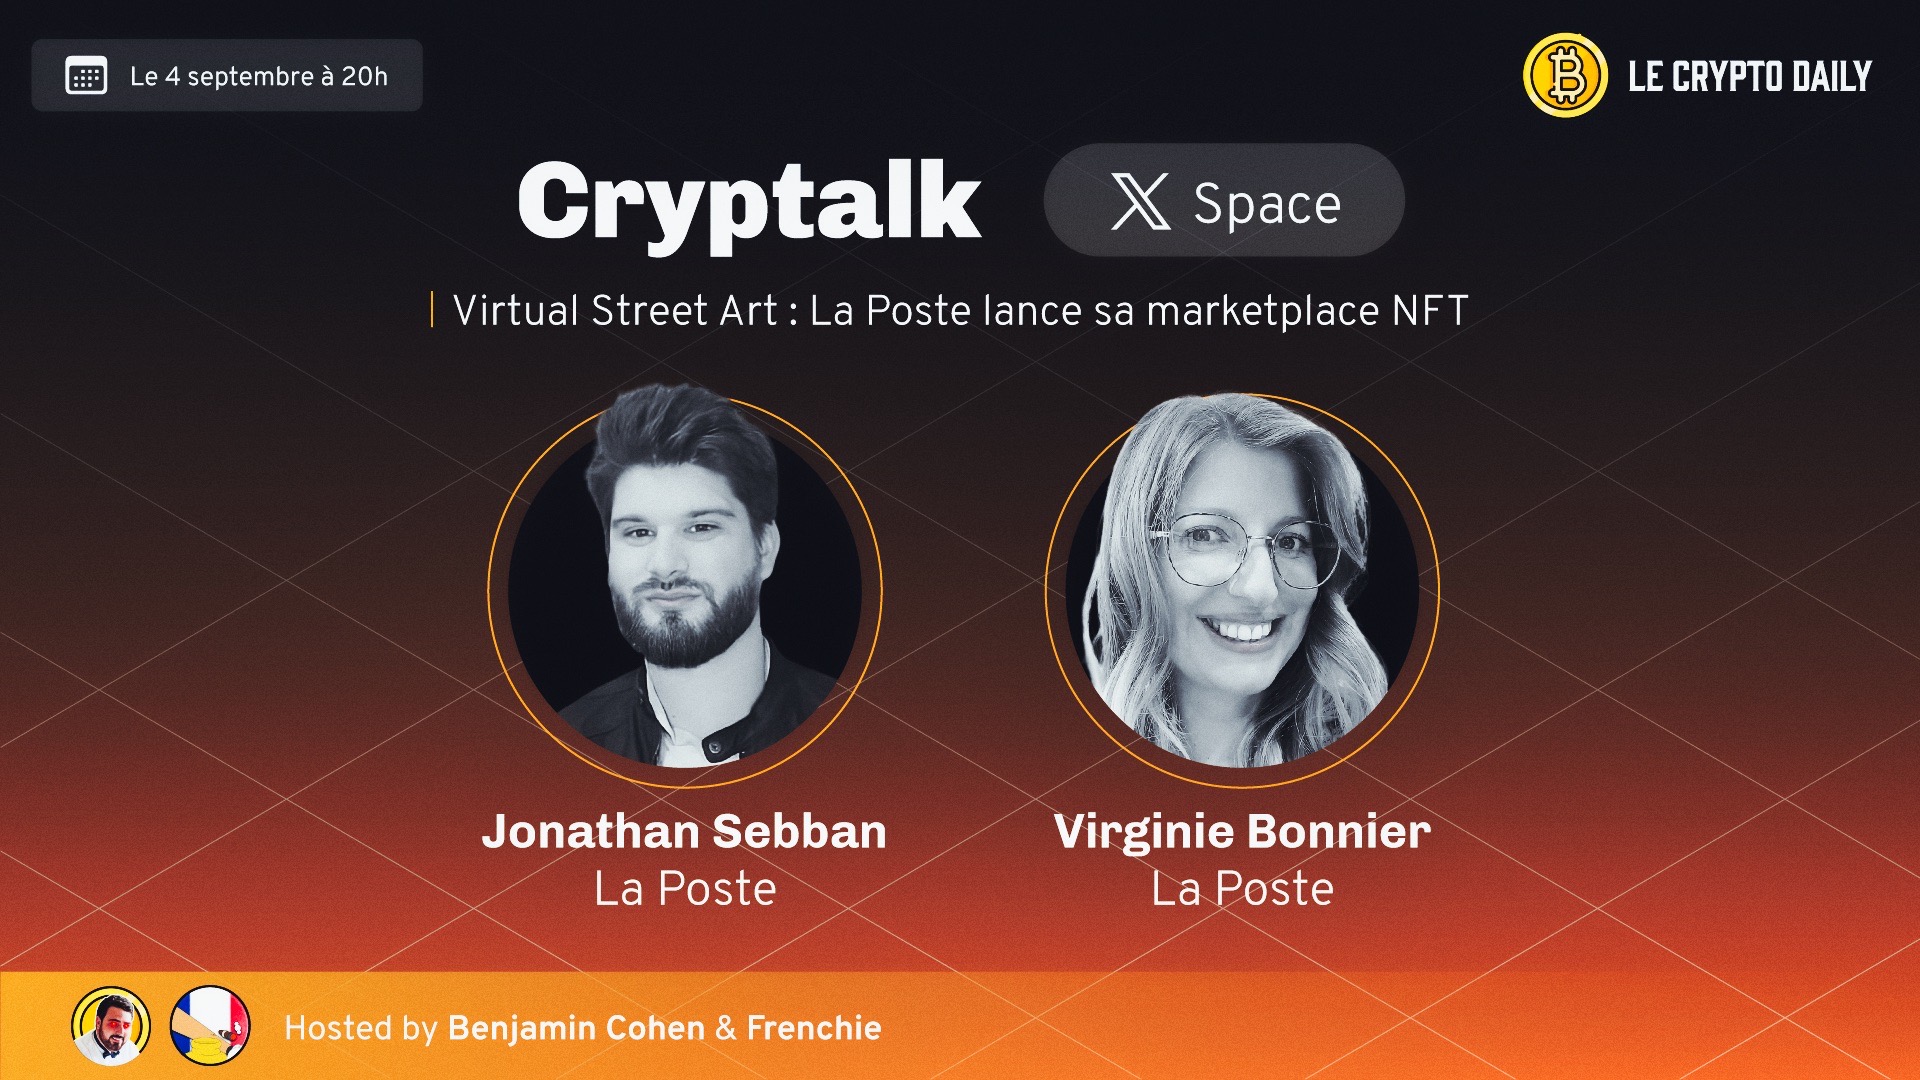 Le 4 septembre à 20h
LE CRYPTO DAILY
Cryptalk
X Space
Virtual Street Art : La Poste lance sa marketplace NFT
Jonathan Sebban
La Poste
Virginie Bonnier
La Poste
Hosted by Benjamin Cohen & Frenchie